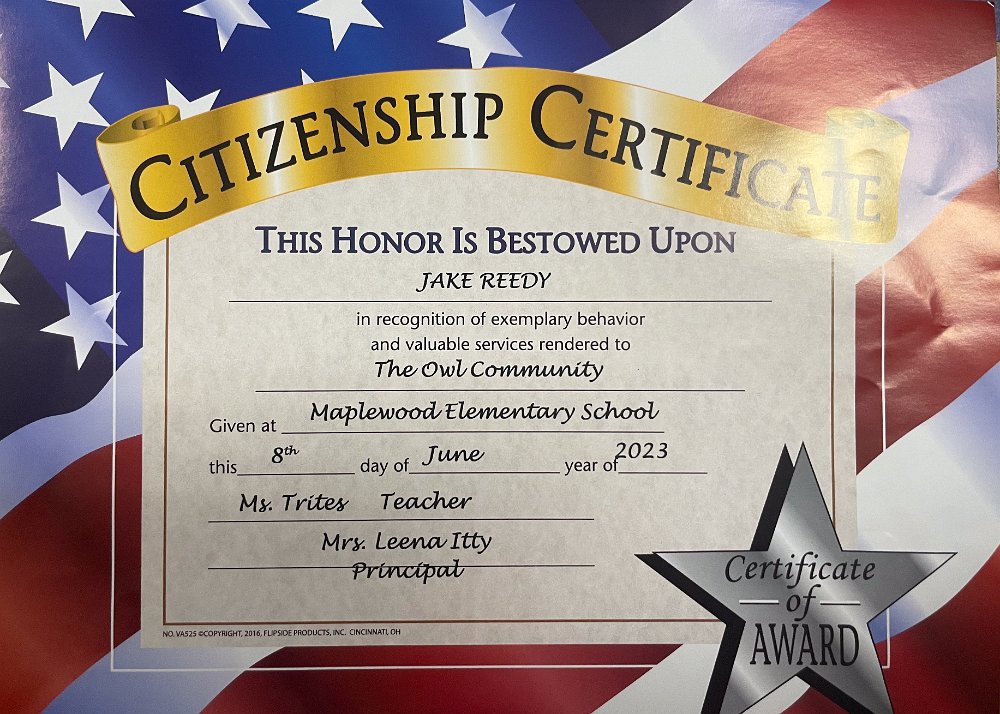 CITIZENSHIP CERTIFICATE
THIS HONOR IS BESTOWED UPON
JAKE REEDY
in recognition of exemplary behavior
and valuable services rendered to
The Owl Community
Given at Maplewood Elementary School
this 8th day of June year of 2023
Ms. Trites Teacher
Mrs. Leena Itty
Principal
Certificate
of
AWARD
NO. VA525 ©COPYRIGHT, 2016, FLIPSIDE PRODUCTS, INC. CINCINNATI, OH